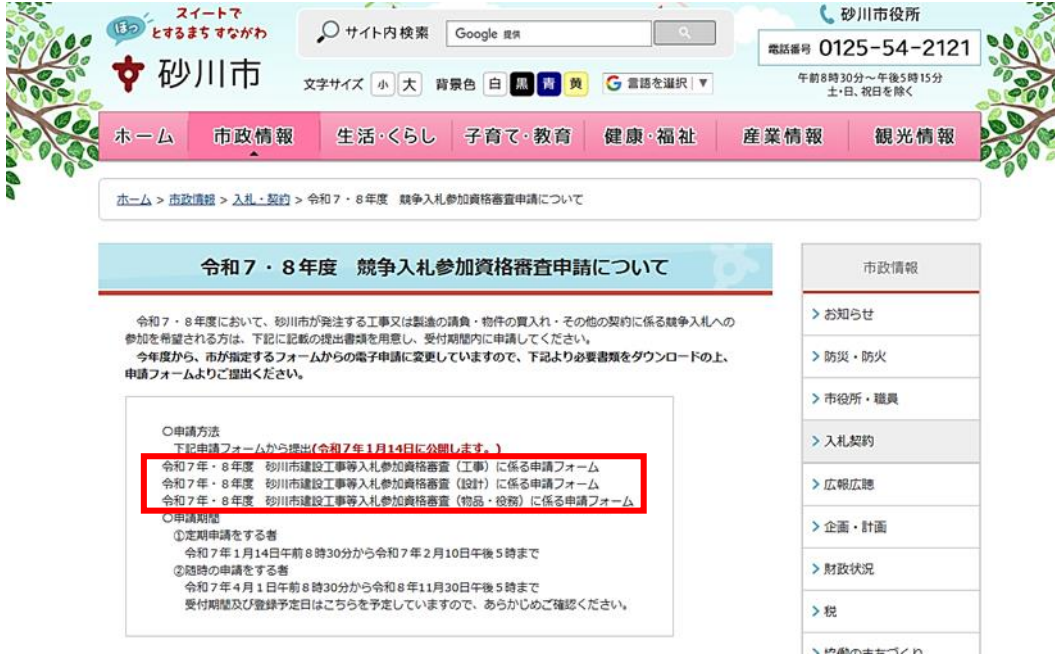 スイートで
ほっとするまち すながわ
砂川市
サイト内検索 Google 提供
文字サイズ 小 大 背景色 白 黒 青 黄 G 言語を選択 ▼
砂川市役所
電話番号 0125-54-2121
午前8時30分~午後5時15分
土・日、祝日を除く
ホーム 市政情報 生活・くらし 子育て・教育 健康・福祉 産業情報 観光情報
ホーム > 市政情報 > 入札・契約 > 令和7・8年度 競争入札参加資格審査申請について
令和7・8年度 競争入札参加資格審査申請について
令和7・8年度において、砂川市が発注する工事又は製造の請負・物件の買入れ・その他の契約に係る競争入札への
参加を希望される方は、下記に記載の提出書類を用意し、受付期間内に申請してください。
今年度から、市が指定するフォームからの電子申請に変更していますので、下記より必要書類をダウンロードの上、
申請フォームよりご提出ください。
○申請方法
下記申請フォームから提出(令和7年1月14日に公開します。)
令和7年・8年度 砂川市建設工事等入札参加資格審査(工事)に係る申請フォーム
令和7年・8年度 砂川市建設工事等入札参加資格審査(設計)に係る申請フォーム
令和7年・8年度 砂川市建設工事等入札参加資格審査(物品・役務)に係る申請フォーム
○申請期間
①定期申請をする者
令和7年1月14日午前8時30分から令和7年2月10日午後5時まで
②随時の申請をする者
令和7年4月1日午前8時30分から令和8年11月30日午後5時まで
受付期間及び登録予定日はこちらを予定していますので、あらかじめご確認ください。
市政情報
お知らせ
防災・防火
市役所・職員
入札契約
広報広聴
企画・計画
財政状況
税
協働のまちづくり